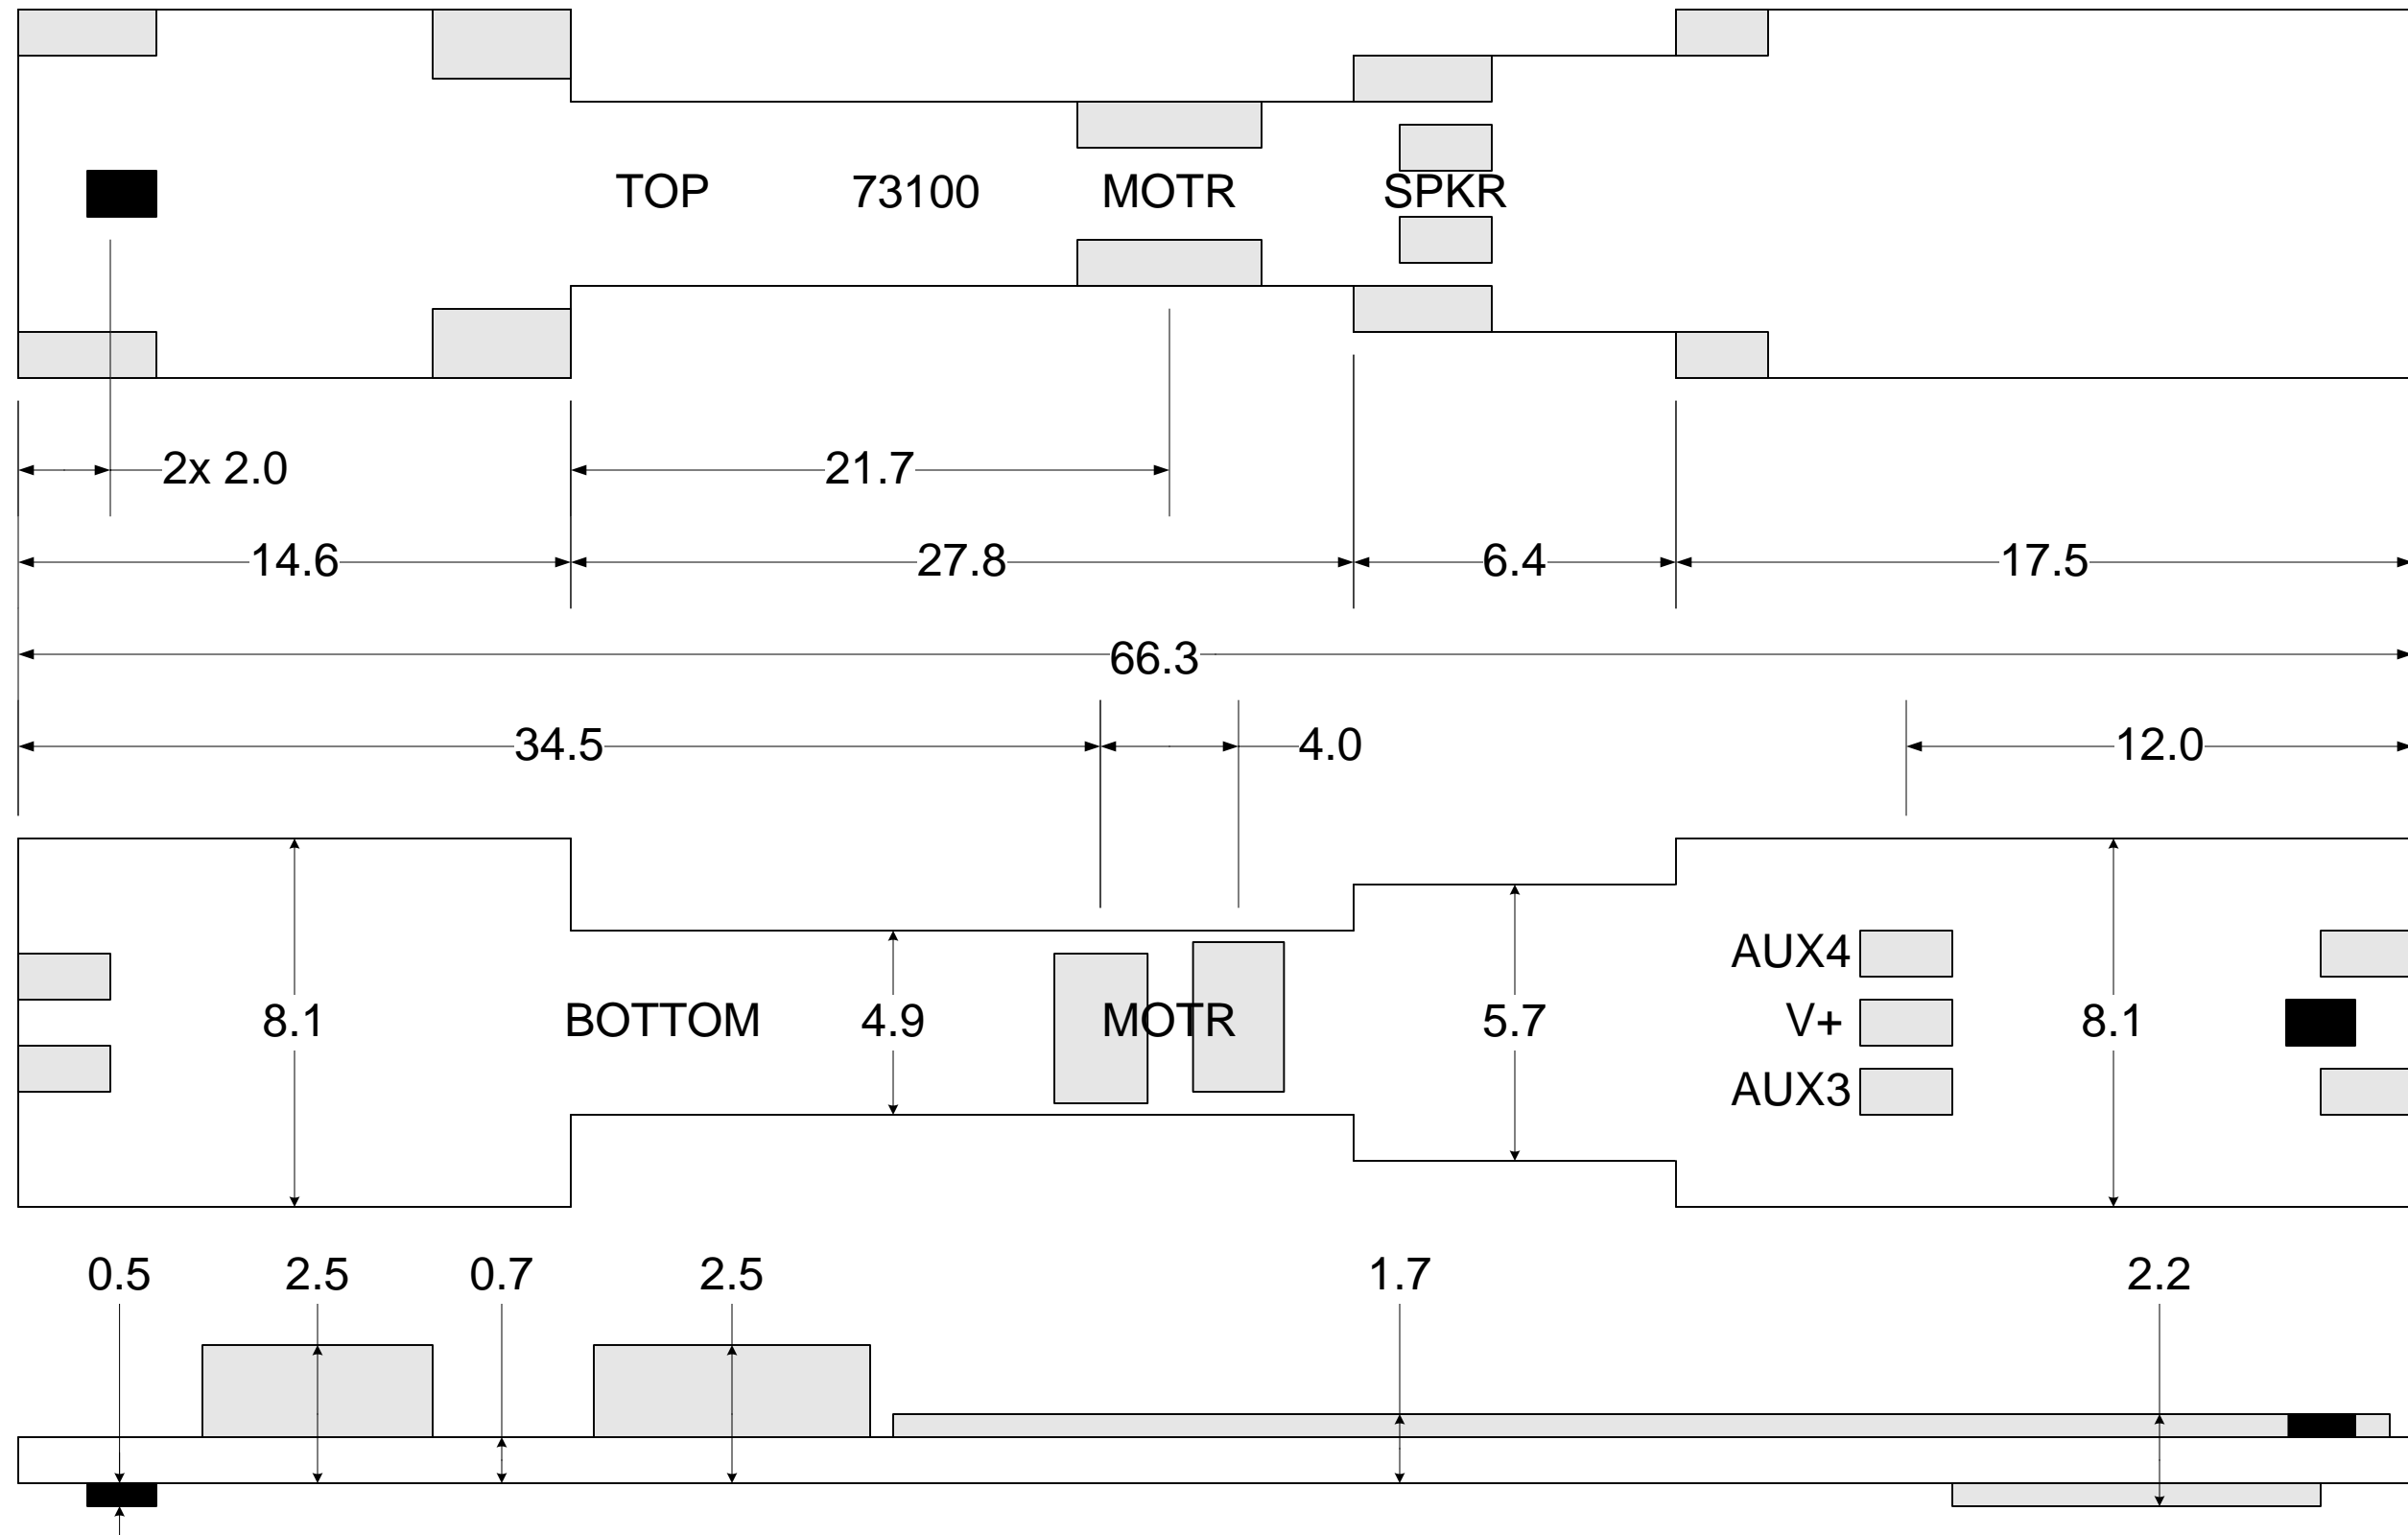 TOP 73100 MOTR SPKR
2x 2.0 21.7
14.6 27.8 6.4 17.5
66.3
34.5 4.0 12.0
AUX4
8.1 BOTTOM 4.9 MOTR 5.7 V+ 8.1
AUX3
0.5 2.5 0.7 2.5 1.7 2.2